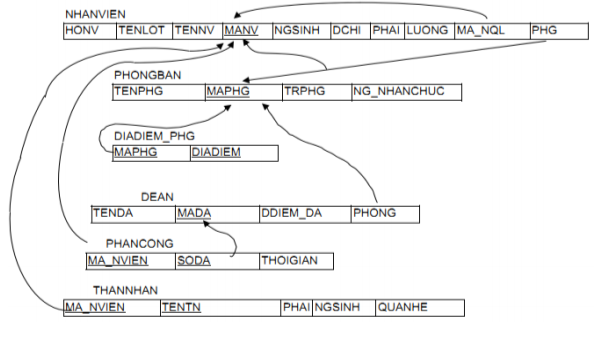 NHANVIEN
HONV TENLOT TENNV MANV NGSINH DCHI PHAI LUONG MA_NQL PHG
PHONGBAN
TENPHG MAPHG TRPHG NG_NHANCHUC
DIADIEM_PHG
MAPHG DIADIEM
DEAN
TENDA MADA DDIEM_DA PHONG
PHANCONG
MA_NVIEN SODA THOIGIAN
THANNHAN
MA_NVIEN TENTN PHAI NGSINH QUANHE